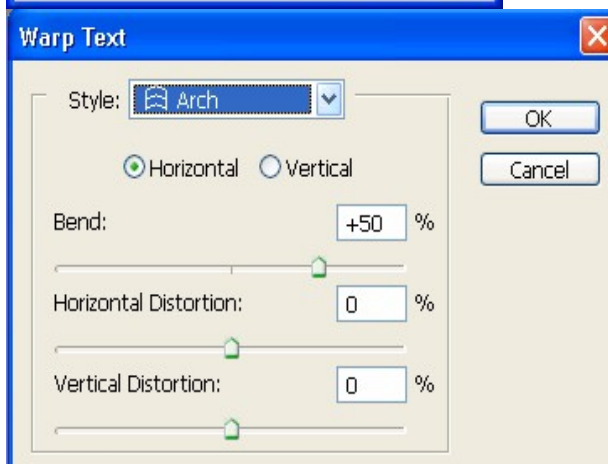 Warp Text
Style: Arch
OK
Horizontal Vertical
Cancel
Bend: +50 %
Horizontal Distortion: 0 %
Vertical Distortion: 0 %